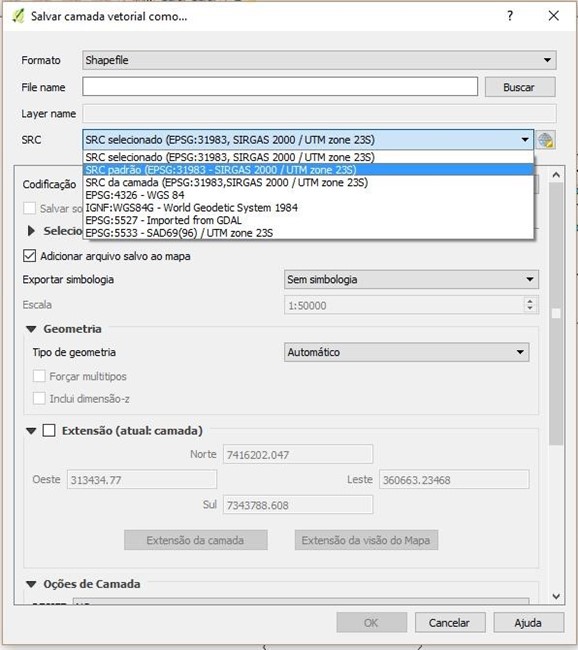 Salvar camada vetorial como...
? ×
Formato Shapefile
File name Buscar
Layer name
SRC SRC selecionado (EPSG:31983, SIRGAS 2000 / UTM zone 23S)
SRC selecionado (EPSG:31983, SIRGAS 2000 / UTM zone 23S)
SRC padrão (EPSG:31983 - SIRGAS 2000 / UTM zone 23S)
Codificação SRC da camada (EPSG:31983,SIRGAS 2000 / UTM zone 23S)
EPSG:4326 - WGS 84
Salvar so IGNF:WGS84G - World Geodetic System 1984
EPSG:5527 - Imported from GDAL
Selecio EPSG:5533 - SAD69(96) / UTM zone 23S
Adicionar arquivo salvo ao mapa
Exportar simbologia Sem simbologia
Escala 1:50000
Geometria
Tipo de geometria Automático
Forçar multitipos
Inclui dimensão-z
Extensão (atual: camada)
Norte 7416202.047
Oeste 313434.77 Leste 360663.23468
Sul 7343788.608
Extensão da camada Extensão da visão do Mapa
Oções de Camada
OK Cancelar Ajuda